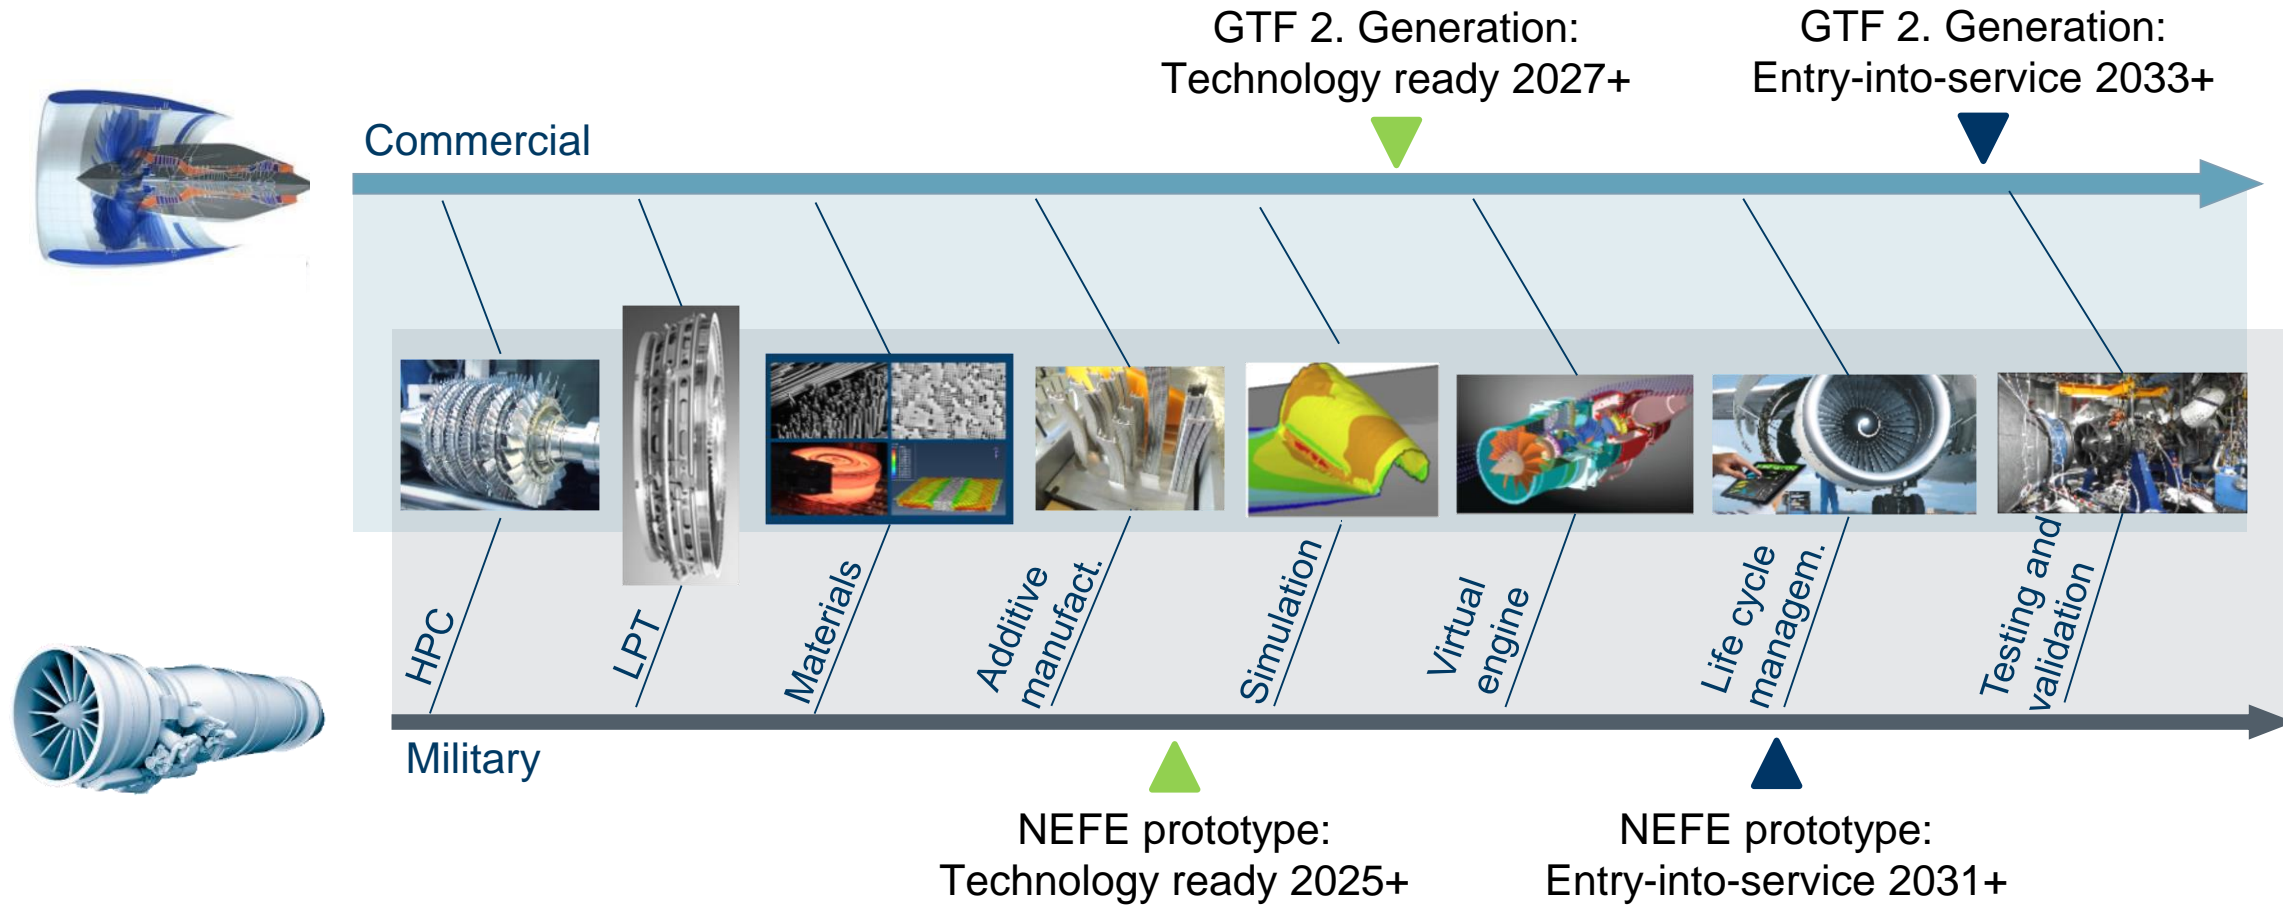 GTF 2. Generation:
Technology ready 2027+
GTF 2. Generation:
Entry-into-service 2033+
Commercial
HPC
LPT
Materials
Additive
manufact.
Simulation
Virtual
engine
Life cycle
managem.
Testing and
validation
Military
NEFE prototype:
Technology ready 2025+
NEFE prototype:
Entry-into-service 2031+